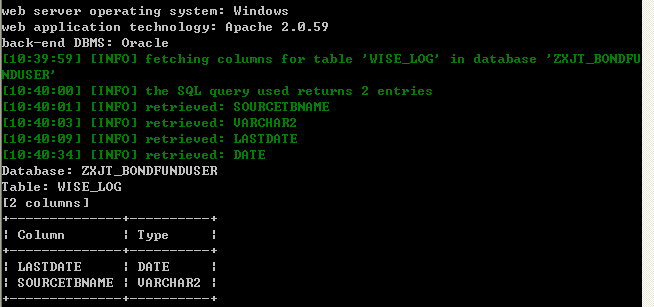 web server operating system: Windows
web application technology: Apache 2.0.59
back-end DBMS: Oracle
[10:39:59] [INFO] fetching columns for table 'WISE_LOG' in database 'ZXJT_BONDFU
NDUSER'
[10:40:00] [INFO] the SQL query used returns 2 entries
[10:40:01] [INFO] retrieved: SOURCETBNAME
[10:40:03] [INFO] retrieved: VARCHAR2
[10:40:09] [INFO] retrieved: LASTDATE
[10:40:34] [INFO] retrieved: DATE
Database: ZXJT_BONDFUNDUSER
Table: WISE_LOG
[2 columns]
+--------------+----------+
| Column       | Type     |
+--------------+----------+
| LASTDATE     | DATE     |
| SOURCETBNAME | VARCHAR2 |
+--------------+----------+